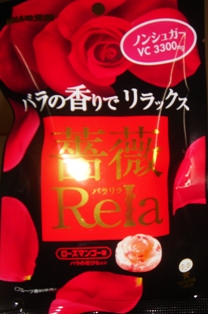 ノンシュガー
VC 3300mg
バラの香りでリラックス
薔薇
バラリラ
Rela
ローズマンゴー味